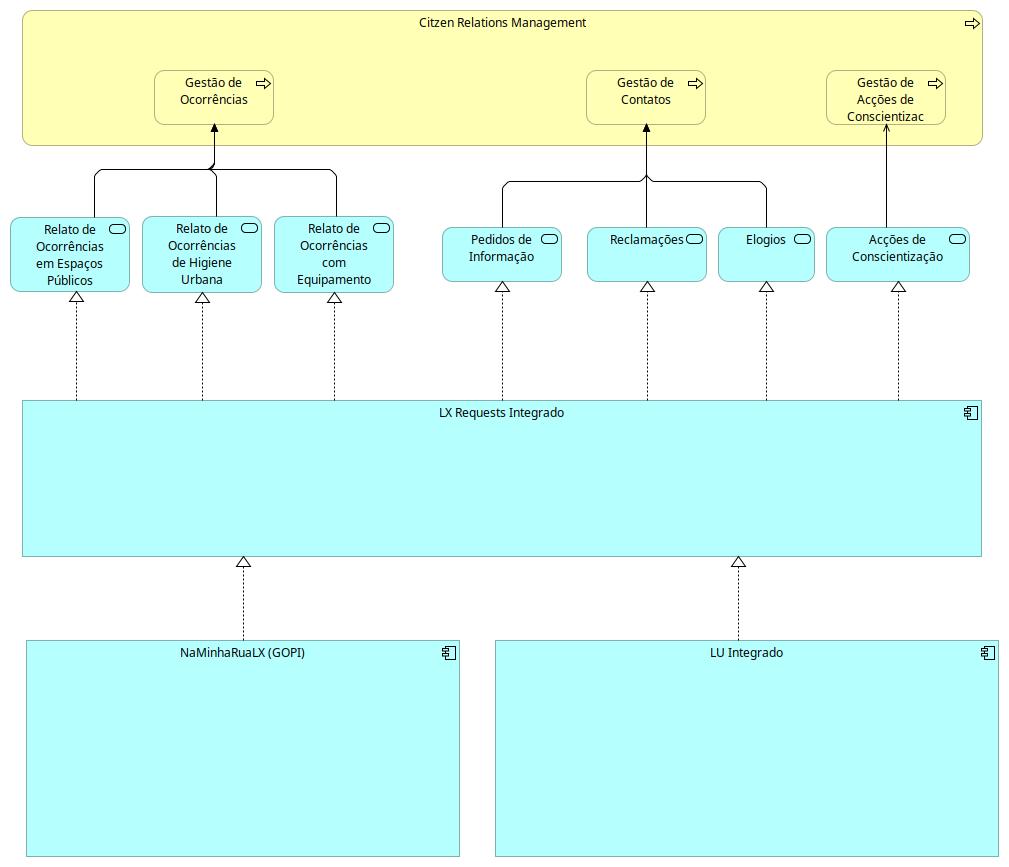 Citzen Relations Management
Gestão de
Ocorrências
Gestão de
Contatos
Gestão de
Acções de
Conscientizac
Relato de
Ocorrências
em Espaços
Públicos
Relato de
Ocorrências
de Higiene
Urbana
Relato de
Ocorrências
com
Equipamento
Pedidos de
Informação
Reclamações
Elogios
Acções de
Conscientização
LX Requests Integrado
NaMinhaRuaLX (GOPI)
LU Integrado